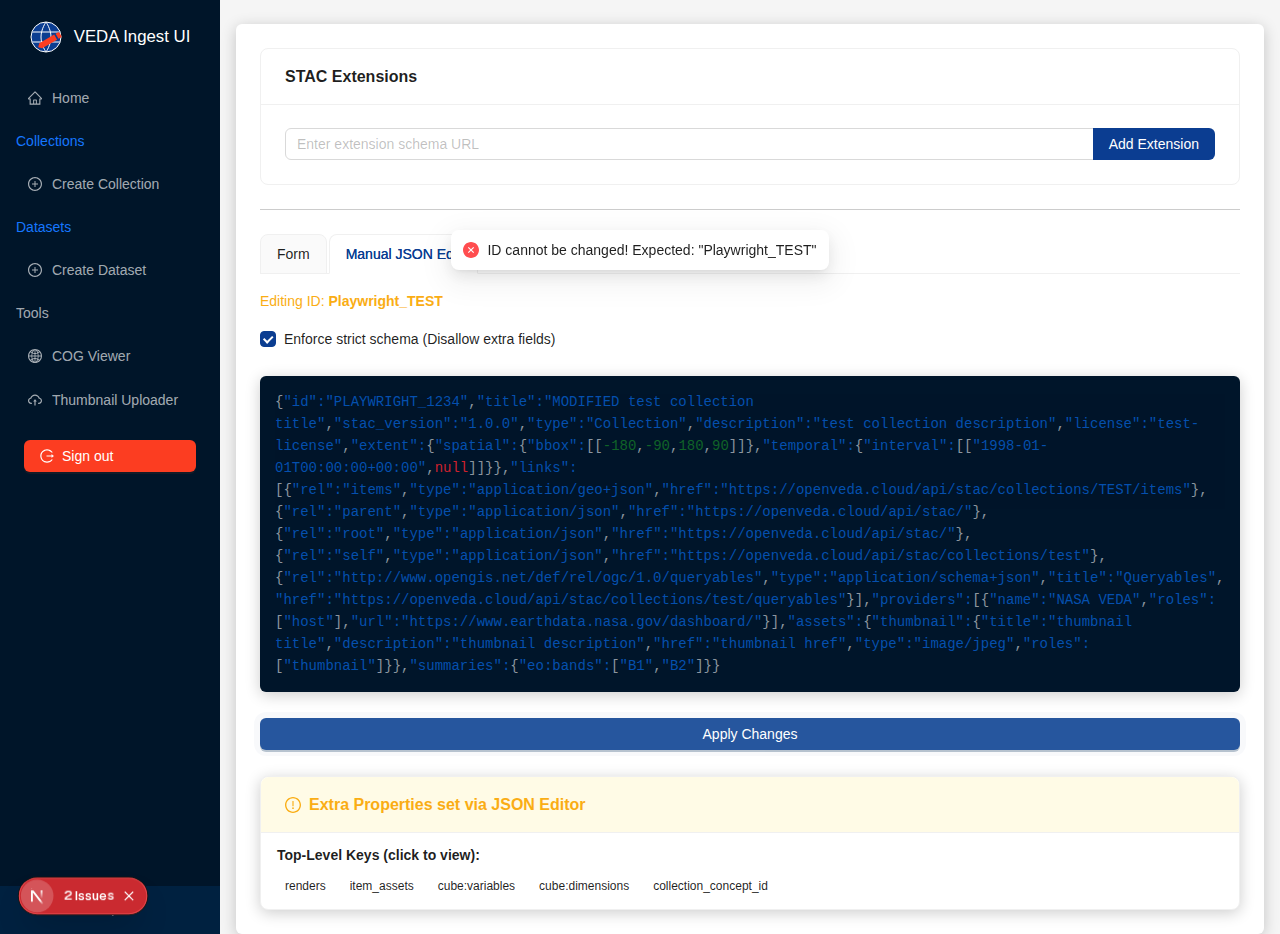 VEDA Ingest UI
Home
Collections
Create Collection
Datasets
Create Dataset
Tools
COG Viewer
Thumbnail Uploader
Sign out
2 Issues
STAC Extensions
Enter extension schema URL
Add Extension
Form
Manual JSON Ed
ID cannot be changed! Expected: "Playwright_TEST"
Editing ID: Playwright_TEST
Enforce strict schema (Disallow extra fields)
{"id":"PLAYWRIGHT_1234","title":"MODIFIED test collection
title","stac_version":"1.0.0","type":"Collection","description":"test collection description","license":"test-
license","extent":{"spatial":{"bbox":[[-180,-90,180,90]]},"temporal":{"interval":[["1998-01-
01T00:00:00+00:00",null]]}},"links":
[{"rel":"items","type":"application/geo+json","href":"https://openveda.cloud/api/stac/collections/TEST/items"},
{"rel":"parent","type":"application/json","href":"https://openveda.cloud/api/stac/"},
{"rel":"root","type":"application/json","href":"https://openveda.cloud/api/stac/"},
{"rel":"self","type":"application/json","href":"https://openveda.cloud/api/stac/collections/test"},
{"rel":"http://www.opengis.net/def/rel/ogc/1.0/queryables","type":"application/schema+json","title":"Queryables",
"href":"https://openveda.cloud/api/stac/collections/test/queryables"}],"providers":[{"name":"NASA VEDA","roles":
["host"],"url":"https://www.earthdata.nasa.gov/dashboard/"}],"assets":{"thumbnail":{"title":"thumbnail
title","description":"thumbnail description","href":"thumbnail href","type":"image/jpeg","roles":
["thumbnail"]}},"summaries":{"eo:bands":["B1","B2"]}}
Apply Changes
Extra Properties set via JSON Editor
Top-Level Keys (click to view):
renders item_assets cube:variables cube:dimensions collection_concept_id